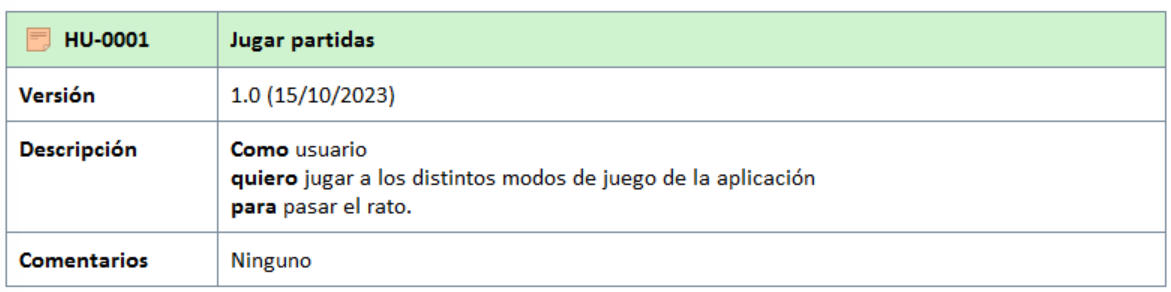 HU-0001 Jugar partidas
Versión 1.0 (15/10/2023)
Descripción Como usuario
quiero jugar a los distintos modos de juego de la aplicación
para pasar el rato.
Comentarios Ninguno